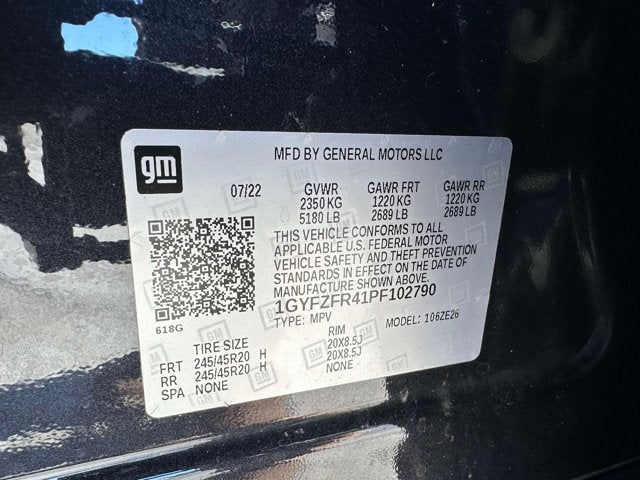 gm
MFD BY GENERAL MOTORS LLC
07/22 GVWR GAWR FRT GAWR RR
2350 KG 1220 KG 1220 KG
5180 LB 2689 LB 2689 LB
THIS VEHICLE CONFORMS TO ALL
APPLICABLE U.S. FEDERAL MOTOR
VEHICLE SAFETY AND THEFT PREVENTION
STANDARDS IN EFFECT ON THE DATE OF
MANUFACTURE SHOWN ABOVE.
1GYFZFR41PF102790
618G
TYPE: MPV MODEL: 106ZE26
TIRE SIZE RIM
FRT 245/45R20 H 20X8.5J
RR 245/45R20 H 20X8.5J
SPA NONE NONE